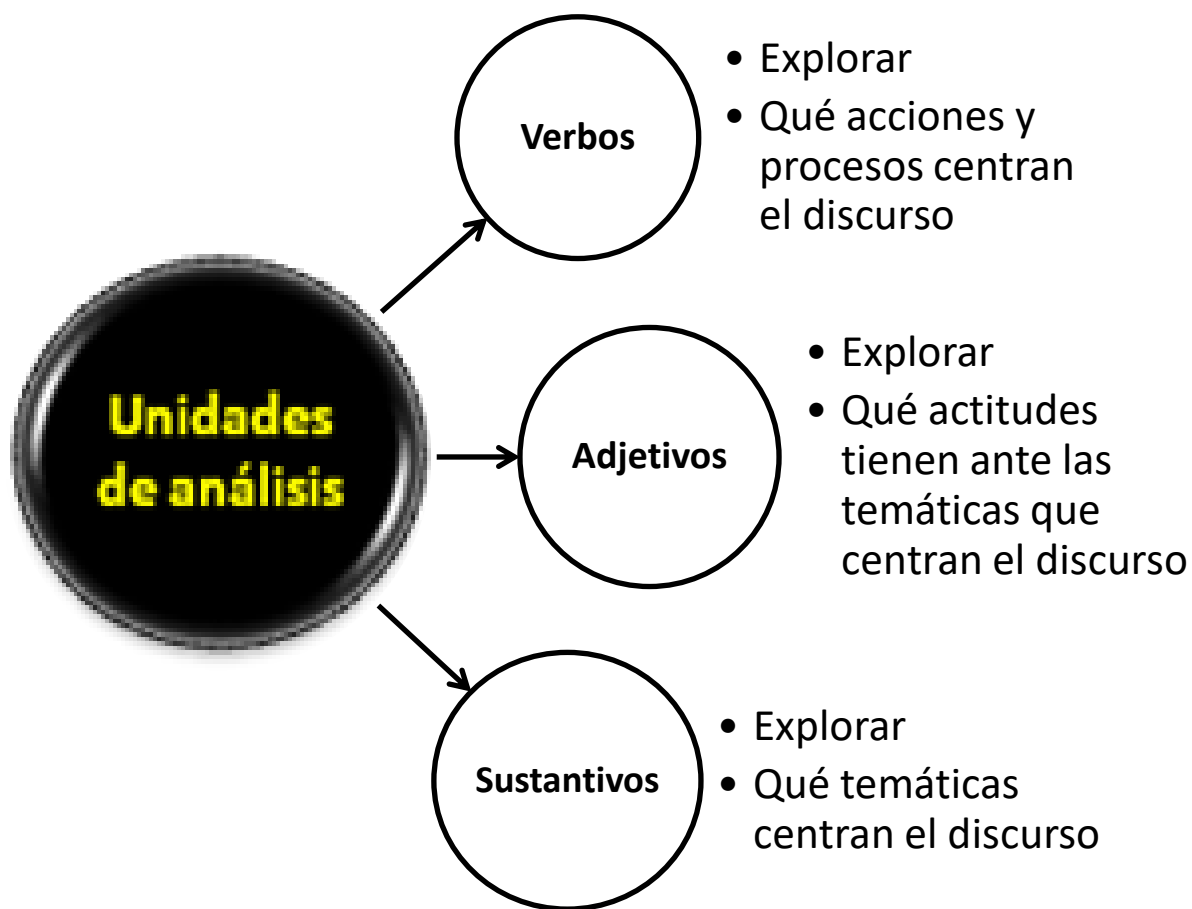 Unidades
de análisis
Verbos
• Explorar
• Qué acciones y
procesos centran
el discurso
Adjetivos
• Explorar
• Qué actitudes
tienen ante las
temáticas que
centran el discurso
Sustantivos
• Explorar
• Qué temáticas
centran el discurso